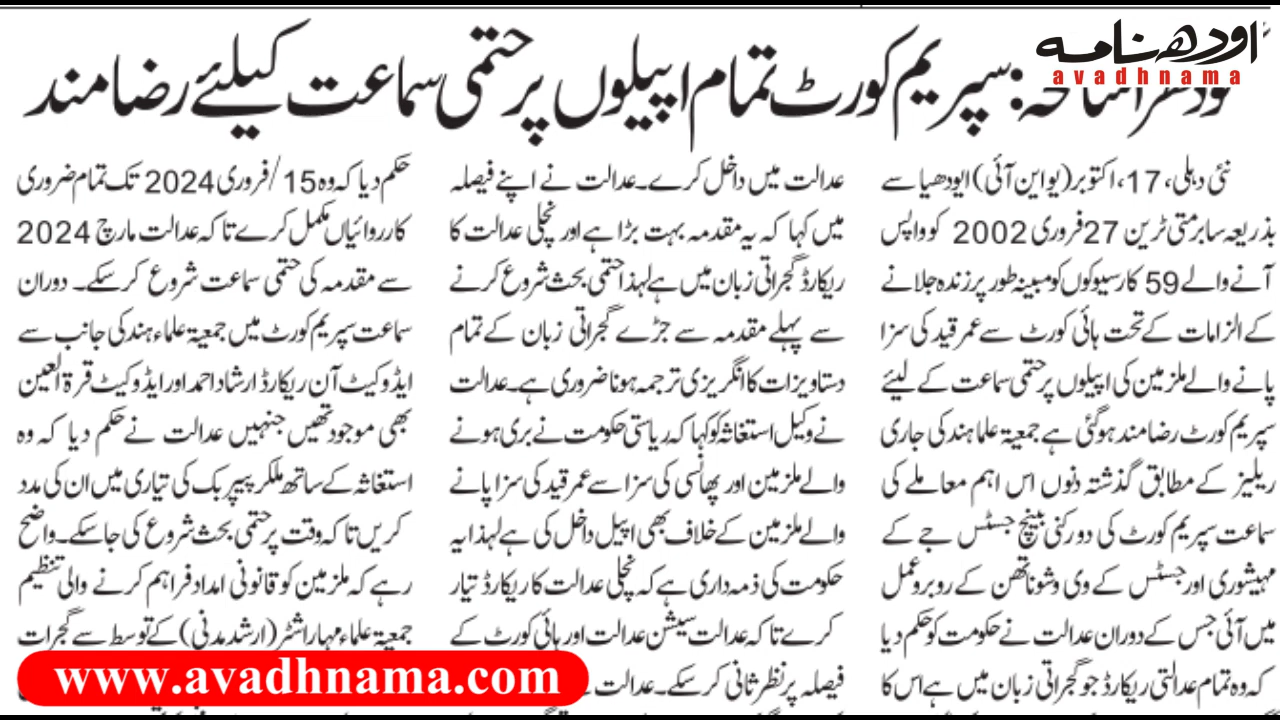 اودھ نامہ
avadhnama
سانحہ: سپریم کورٹ تمام اپیلوں پر حتمی سماعت کیلئے رضامند
نئی دہلی، 17، اکتوبر (یو این آئی) ایودھیا سے
بذریعہ سابرمتی ٹرین 27 فروری 2002 کو واپس
آنے والے 59 کارسیوکوں کو مبینہ طور پر زندہ جلانے
کے الزامات کے تحت ہائی کورٹ سے عمر قید کی سزا
پانے والے ملزمین کی اپیلوں پر حتمی سماعت کے لیئے
سپریم کورٹ رضامند ہوگئی ہے جمعیۃ علما ہند کی جاری
ریلیز کے مطابق گذشتہ دنوں اس اہم معاملے کی
سماعت سپریم کورٹ کی دو رکنی بینچ جسٹس جے کے
مہیشوری اور جسٹس کے وی وشوناتھن کے روبرو عمل
میں آئی جس کے دوران عدالت نے حکومت کو حکم دیا
کہ وہ تمام عدالتی ریکارڈ جو گجراتی زبان میں ہے اس کا
عدالت میں داخل کرے۔ عدالت نے اپنے فیصلہ
میں کہا کہ یہ مقدمہ بہت بڑا ہے اور نچلی عدالت کا
ریکارڈ گجراتی زبان میں ہے لہذا حتمی بحث شروع کرنے
سے پہلے مقدمہ سے جڑے گجراتی زبان کے تمام
دستاویزات کا انگریزی ترجمہ ہونا ضروری ہے۔ عدالت
نے وکیل استغاثہ کو کہا کہ ریاستی حکومت نے بری ہونے
والے ملزمین اور پھانسی کی سزا سے عمر قید کی سزا پانے
والے ملزمین کے خلاف بھی اپیل داخل کی ہے لہذا یہ
حکومت کی ذمہ داری ہے کہ نچلی عدالت کا ریکارڈ تیار
کرے تاکہ عدالت سیشن عدالت اور ہائی کورٹ کے
فیصلہ پر نظر ثانی کر سکے۔ عدالت
حکم دیا کہ وہ 15/فروری 2024 تک تمام ضروری
کارروائیاں مکمل کرے تاکہ عدالت مارچ 2024
سے مقدمہ کی حتمی سماعت شروع کر سکے۔ دوران
سماعت سپریم کورٹ میں جمعیۃ علماء ہند کی جانب سے
ایڈوکیٹ آن ریکارڈ ارشاد احمد اور ایڈوکیٹ قرۃ العین
بھی موجود تھیں جنہیں عدالت نے حکم دیا کہ وہ
استغاثہ کے ساتھ ملکر پیپر بک کی تیاری میں ان کی مدد
کریں تاکہ وقت پر حتمی بحث شروع کی جاسکے۔ واضح
رہے کہ ملزمین کو قانونی امداد فراہم کرنے والی تنظیم
جمعیۃ علماء مہاراشٹر (ارشد مدنی) کے توسط سے گجرات
www.avadhnama.com